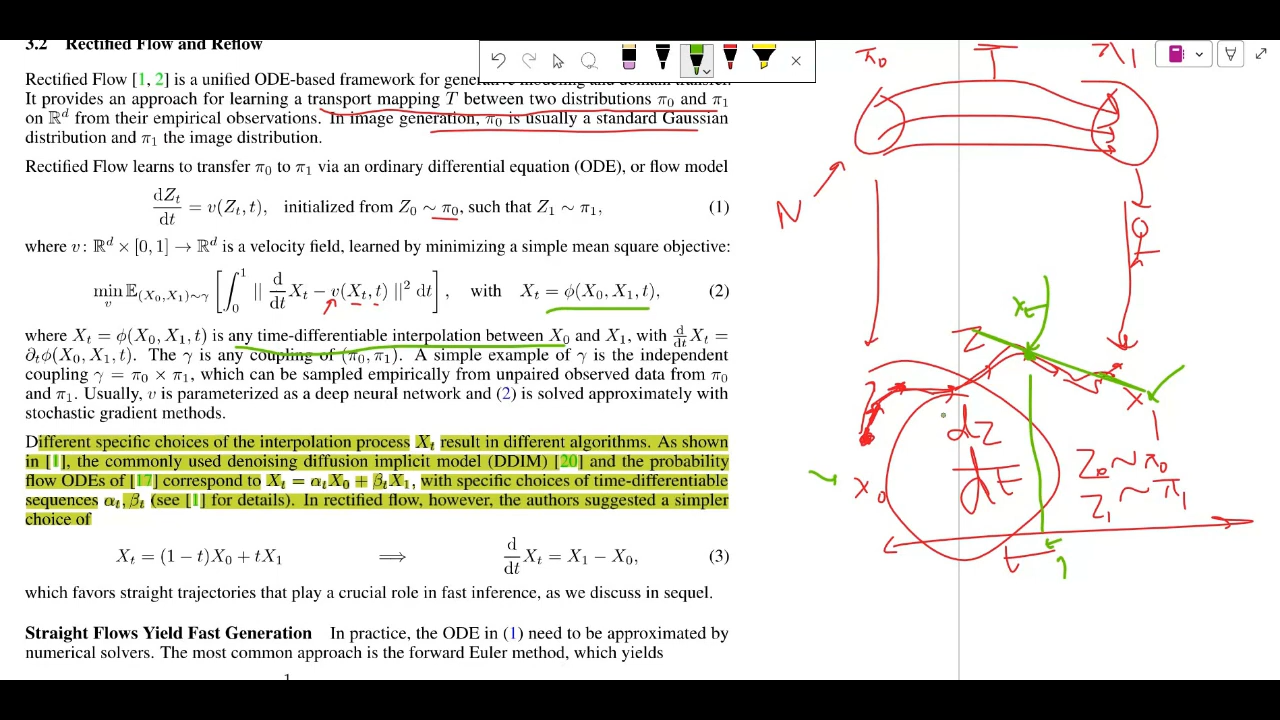 3.2 Rectified Flow and Reflow
Rectified Flow [1, 2] is a unified ODE-based framework for
It provides an approach for learning a transport mapping T between two distributions π0 and π1
on ℝᵈ from their empirical observations. In image generation, π0 is usually a standard Gaussian
distribution and π1 the image distribution.
Rectified Flow learns to transfer π0 to π1 via an ordinary differential equation (ODE), or flow model
dZt/dt = v(Zt, t), initialized from Z0 ∼ π0, such that Z1 ∼ π1, (1)
where v: ℝᵈ × [0, 1] → ℝᵈ is a velocity field, learned by minimizing a simple mean square objective:
min v 𝔼(X0,X1)∼γ [∫₀¹ || d/dt Xt − v(Xt, t) ||² dt], with Xt = ϕ(X0, X1, t), (2)
where Xt = ϕ(X0, X1, t) is any time-differentiable interpolation between X0 and X1, with d/dt Xt =
∂tϕ(X0, X1, t). The γ is any coupling of (π0, π1). A simple example of γ is the independent
coupling γ = π0 × π1, which can be sampled empirically from unpaired observed data from π0
and π1. Usually, v is parameterized as a deep neural network and (2) is solved approximately with
stochastic gradient methods.
Different specific choices of the interpolation process Xt result in different algorithms. As shown
in [1], the commonly used denoising diffusion implicit model (DDIM) [20] and the probability
flow ODEs of [17] correspond to Xt = αtX0 + βtX1, with specific choices of time-differentiable
sequences αt, βt (see [1] for details). In rectified flow, however, the authors suggested a simpler
choice of
Xt = (1 − t)X0 + tX1 ⟹ d/dt Xt = X1 − X0, (3)
which favors straight trajectories that play a crucial role in fast inference, as we discuss in sequel.
Straight Flows Yield Fast Generation In practice, the ODE in (1) need to be approximated by
numerical solvers. The most common approach is the forward Euler method, which yields
1
π0 T π1
N
Xt
Z
X1
dZ/dt
X0
Z0 ∼ π0
Z1 ∼ π1
t